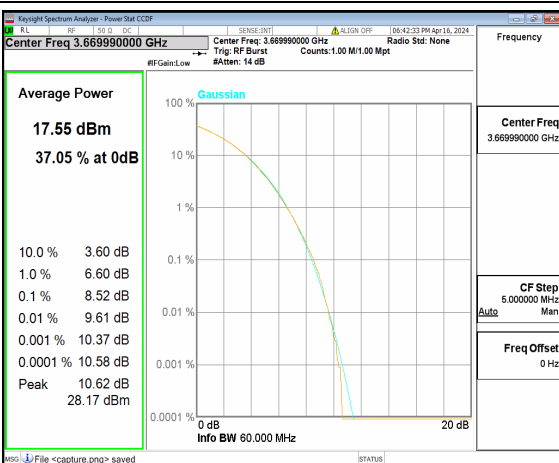 Keysight Spectrum Analyzer - Power Stat CCDF
RL RF 50 Ω DC SENSE:INT ALIGN OFF 06:42:33 PM Apr 16, 2024
Center Freq 3.669990000 GHz
Center Freq: 3.669990000 GHz Radio Std: None
Trig: RF Burst Counts:1.00 M/1.00 Mpt
#IFGain:Low #Atten: 14 dB
Frequency
Average Power
17.55 dBm
37.05 % at 0dB
10.0 % 3.60 dB
1.0 % 6.60 dB
0.1 % 8.52 dB
0.01 % 9.61 dB
0.001 % 10.37 dB
0.0001 % 10.58 dB
Peak 10.62 dB
28.17 dBm
Gaussian
100 %
10 %
1 %
0.1 %
0.01 %
0.001 %
0.0001 %
0 dB 20 dB
Info BW 60.000 MHz
Center Freq
3.669990000 GHz
CF Step
5.000000 MHz
Auto Man
Freq Offset
0 Hz
MSG File <capture.png> saved STATUS